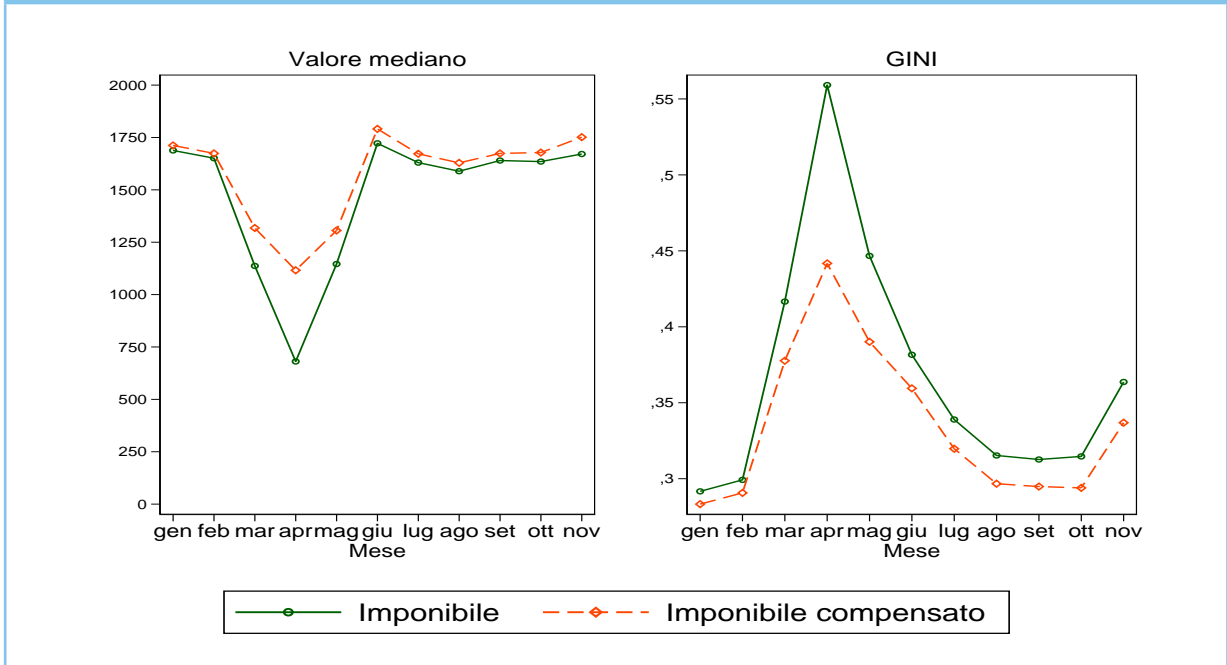 Valore mediano
2000
1750
1500
1250
1000
750
500
250
0
gen feb mar apr mag giu lug ago set ott nov
Mese
GINI
,55
,5
,45
,4
,35
,3
gen feb mar apr mag giu lug ago set ott nov
Mese
Imponibile
Imponibile compensato